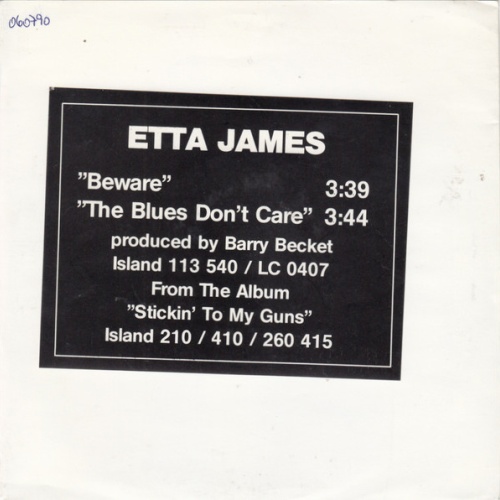 060790
ETTA JAMES
”Beware” 3:39
”The Blues Don’t Care” 3:44
produced by Barry Becket
Island 113 540 / LC 0407
From The Album
”Stickin’ To My Guns”
Island 210 / 410 / 260 415